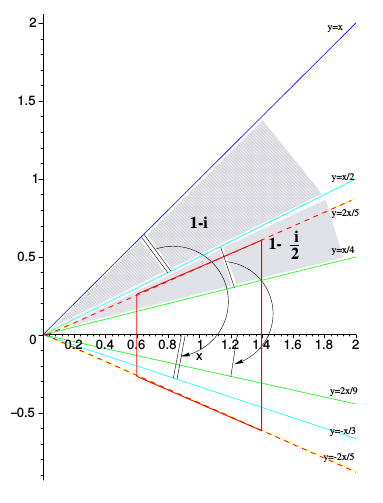 2
y=x
1.5
1
y=x/2
1-i
y=2x/5
1- i/2
0.5
y=x/4
0
0.2 0.4 0.6 0.8 1.0 1.2 1.4 1.6 1.8 2
x
y=2x/9
-0.5
y=-x/3
y=-2x/5